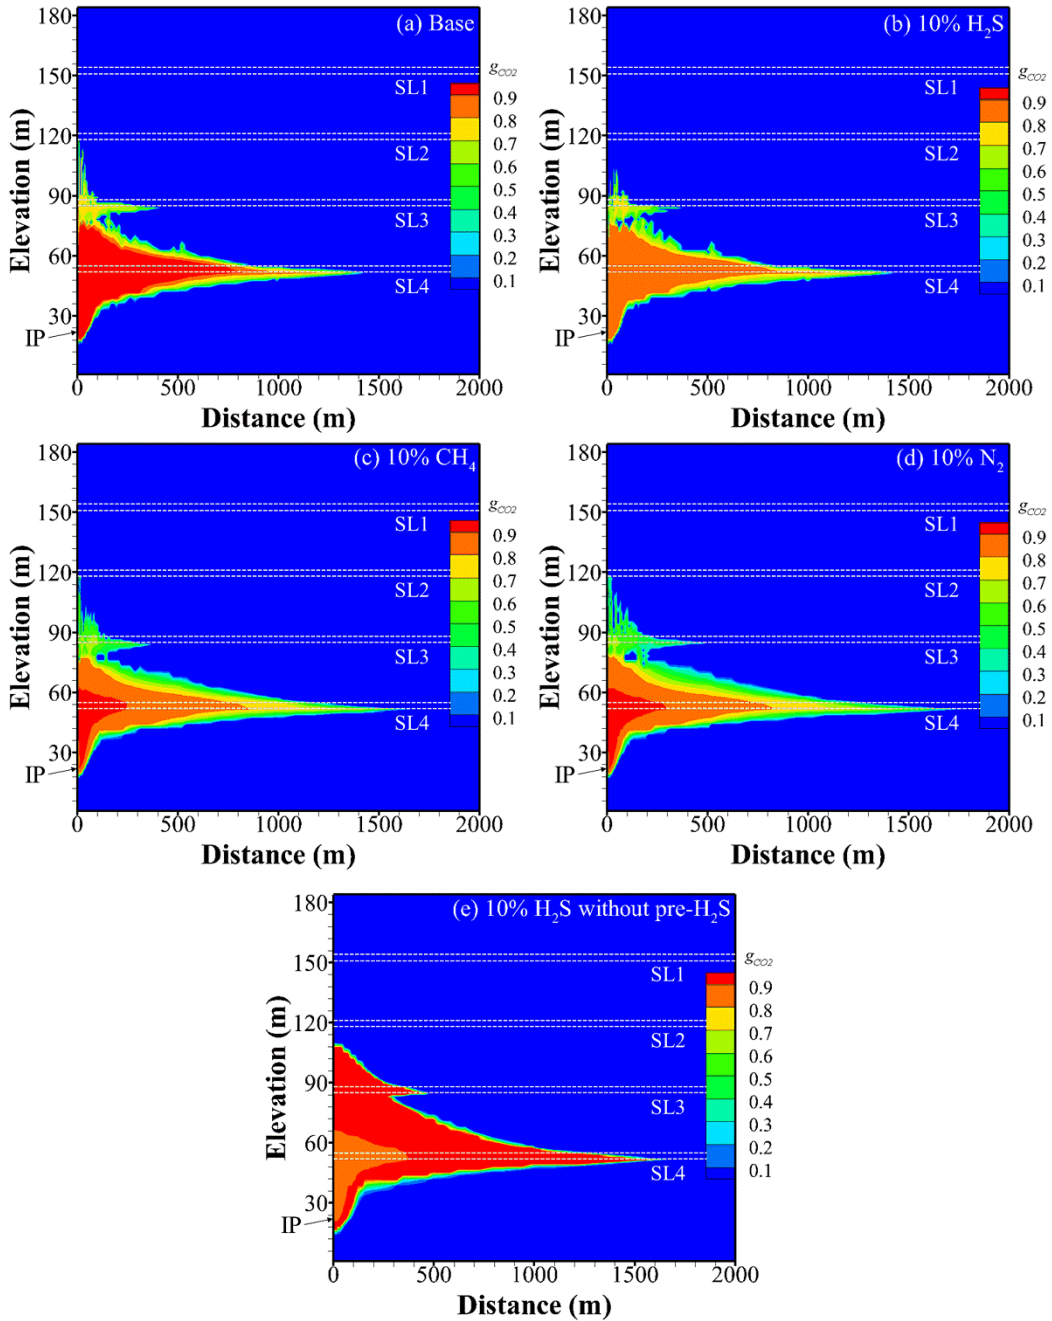 (a) Base
180
150
120
90
60
30
Elevation (m)
IP
SL1
SL2
SL3
SL4
g_CO2
0.9
0.8
0.7
0.6
0.5
0.4
0.3
0.2
0.1
0 500 1000 1500 2000
Distance (m)
(b) 10% H₂S
180
150
120
90
60
30
Elevation (m)
IP
SL1
SL2
SL3
SL4
g_CO2
0.9
0.8
0.7
0.6
0.5
0.4
0.3
0.2
0.1
0 500 1000 1500 2000
Distance (m)
(c) 10% CH₄
180
150
120
90
60
30
Elevation (m)
IP
SL1
SL2
SL3
SL4
g_CO2
0.9
0.8
0.7
0.6
0.5
0.4
0.3
0.2
0.1
0 500 1000 1500 2000
Distance (m)
(d) 10% N₂
180
150
120
90
60
30
Elevation (m)
IP
SL1
SL2
SL3
SL4
g_CO2
0.9
0.8
0.7
0.6
0.5
0.4
0.3
0.2
0.1
0 500 1000 1500 2000
Distance (m)
(e) 10% H₂S without pre-H₂S
180
150
120
90
60
30
Elevation (m)
IP
SL1
SL2
SL3
SL4
g_CO2
0.9
0.8
0.7
0.6
0.5
0.4
0.2
0.1
0 500 1000 1500 2000
Distance (m)